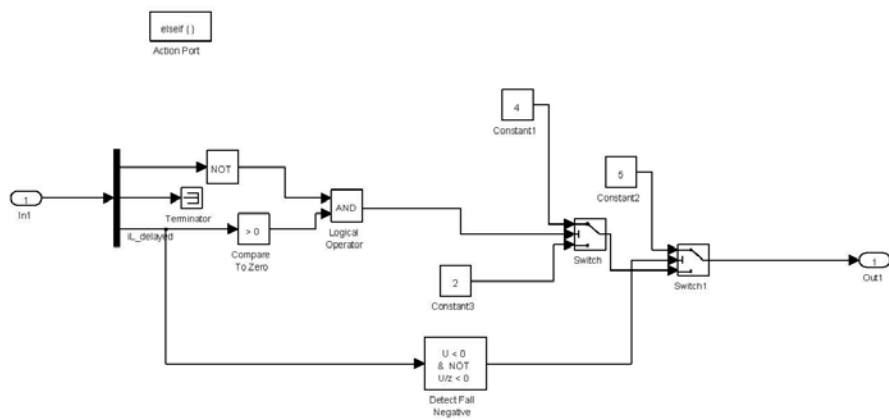 elseif ( )
Action Port
4
Constant1
NOT
5
Constant2
1
In1
Terminator
AND
Logical
Operator
iL_delayed
> 0
Compare
To Zero
Switch
Switch1
1
Out1
2
Constant3
U < 0
& NOT
U/z < 0
Detect Fall
Negative